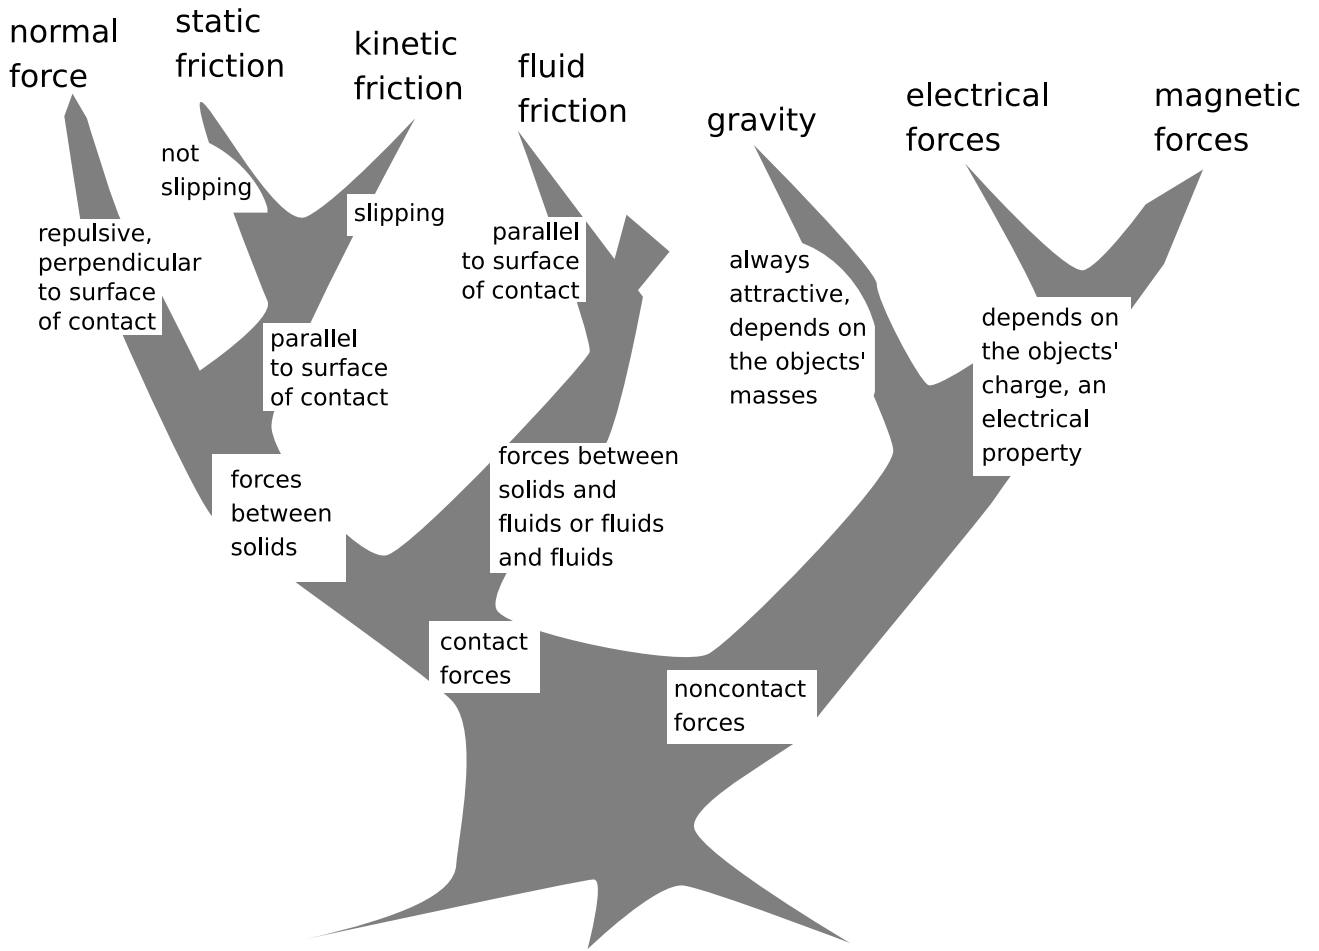 normal
force
static
friction
kinetic
friction
fluid
friction
gravity
electrical
forces
magnetic
forces
not
slipping
slipping
repulsive,
perpendicular
to surface
of contact
parallel
to surface
of contact
parallel
to surface
of contact
always
attractive,
depends on
the objects'
masses
depends on
the objects'
charge, an
electrical
property
forces
between
solids
forces between
solids and
fluids or fluids
and fluids
contact
forces
noncontact
forces